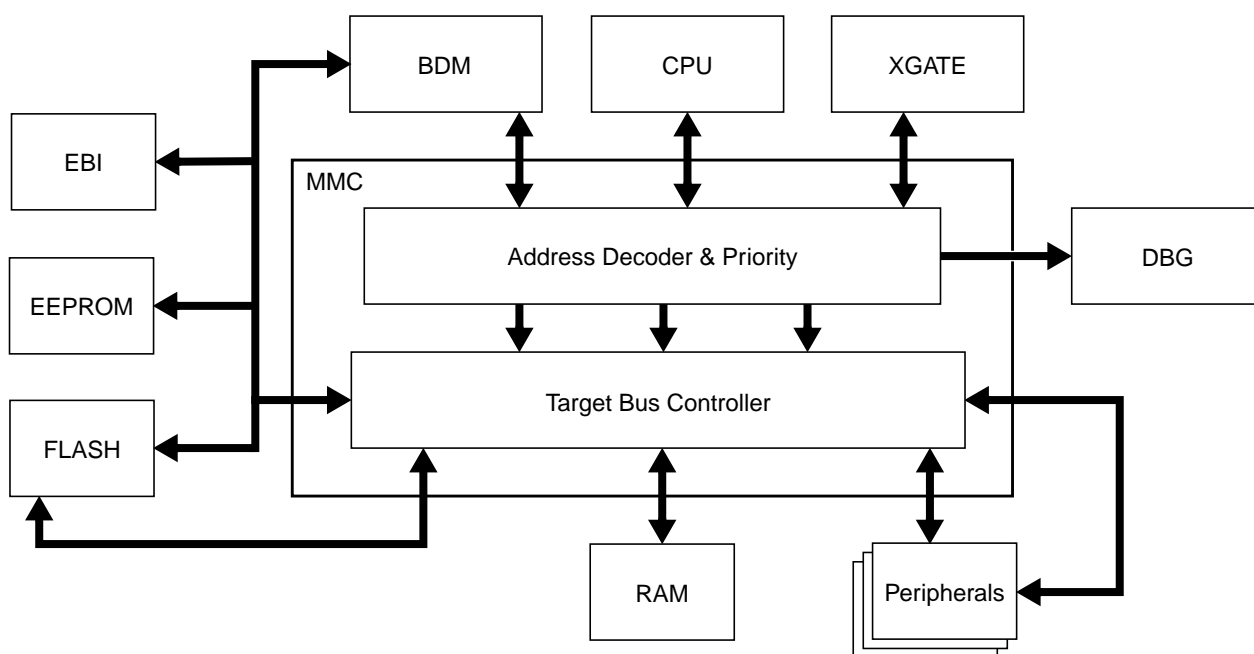 BDM
CPU
XGATE
EBI
MMC
Address Decoder & Priority
DBG
EEPROM
Target Bus Controller
FLASH
RAM
Peripherals